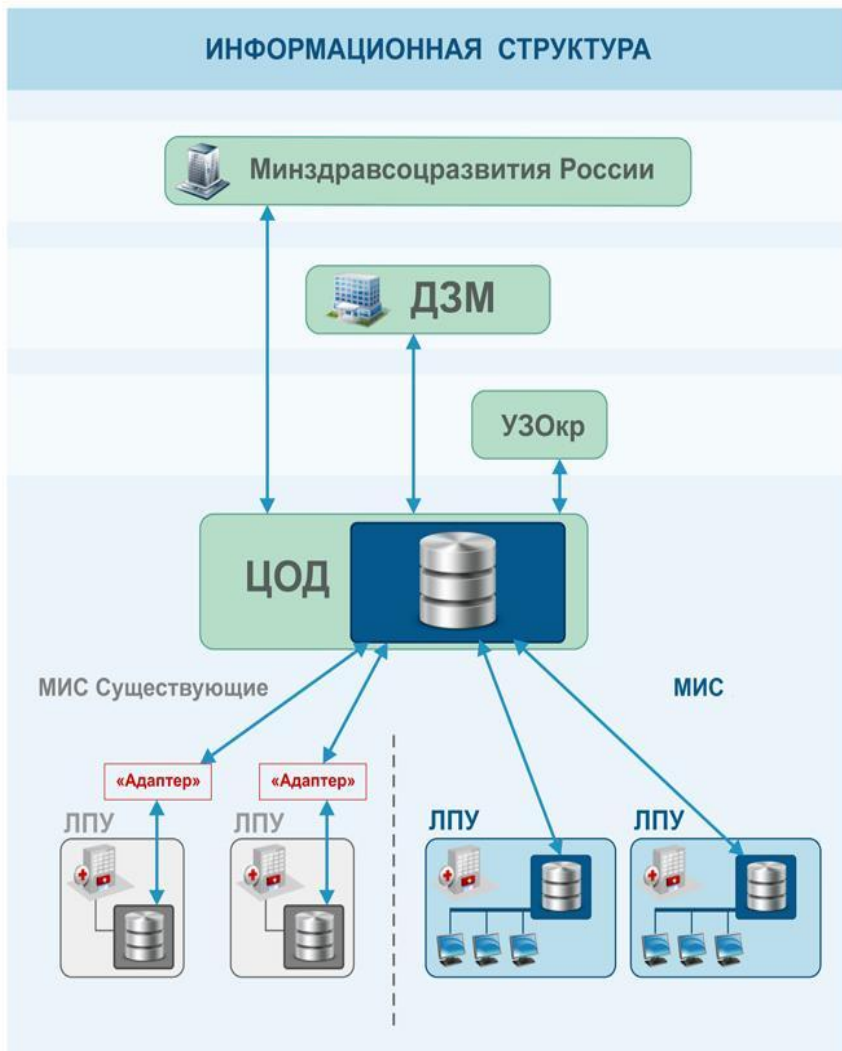 ИНФОРМАЦИОННАЯ СТРУКТУРА
Минздравсоцразвития России
ДЗМ
УЗОкр
ЦОД
МИС Существующие
МИС
«Адаптер»
«Адаптер»
ЛПУ
ЛПУ
ЛПУ
ЛПУ